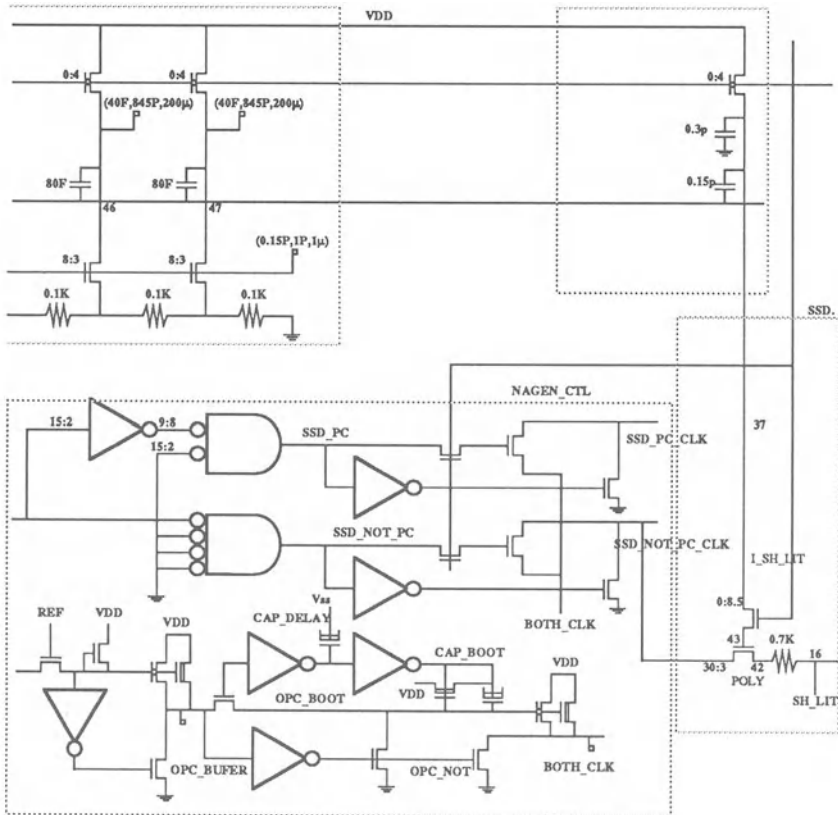 VDD
0:4 0:4 0:4
(40F,845P,200μ) (40F,845P,200μ)
0.3p
80F 80F 0.15p
46 47
(0.15P,1P,1μ)
8:3 8:3
0.1K 0.1K 0.1K
SSD.
NAGEN_CTL
15:2 9:8
15:2 SSD_PC SSD_PC_CLK
37
SSD_NOT_PC SSD_NOT_PC_CLK
I_SH_LIT
Vss
REF VDD VDD CAP_DELAY BOTH_CLK
0:8.5
CAP_BOOT VDD
43 0.7K 16
30:3 42
POLY
VDD
OPC_BOOT
SH_LIT
OPC_BUFER OPC_NOT BOTH_CLK